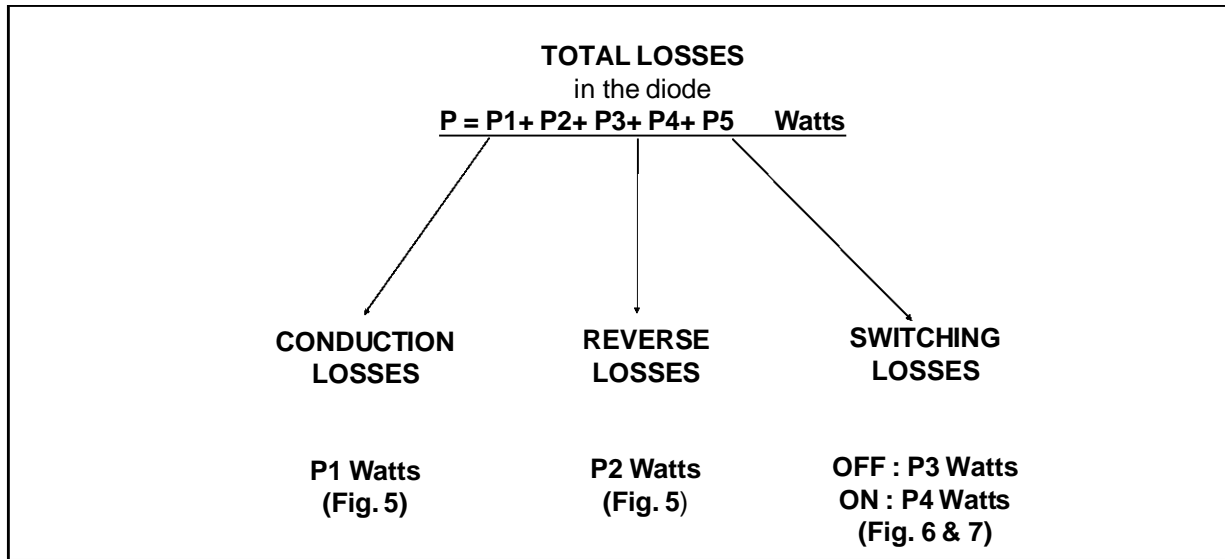 TOTAL LOSSES
in the diode
P = P1+ P2+ P3+ P4+ P5 Watts
CONDUCTION
LOSSES
P1 Watts
(Fig. 5)
REVERSE
LOSSES
P2 Watts
(Fig. 5)
SWITCHING
LOSSES
OFF : P3 Watts
ON : P4 Watts
(Fig. 6 & 7)